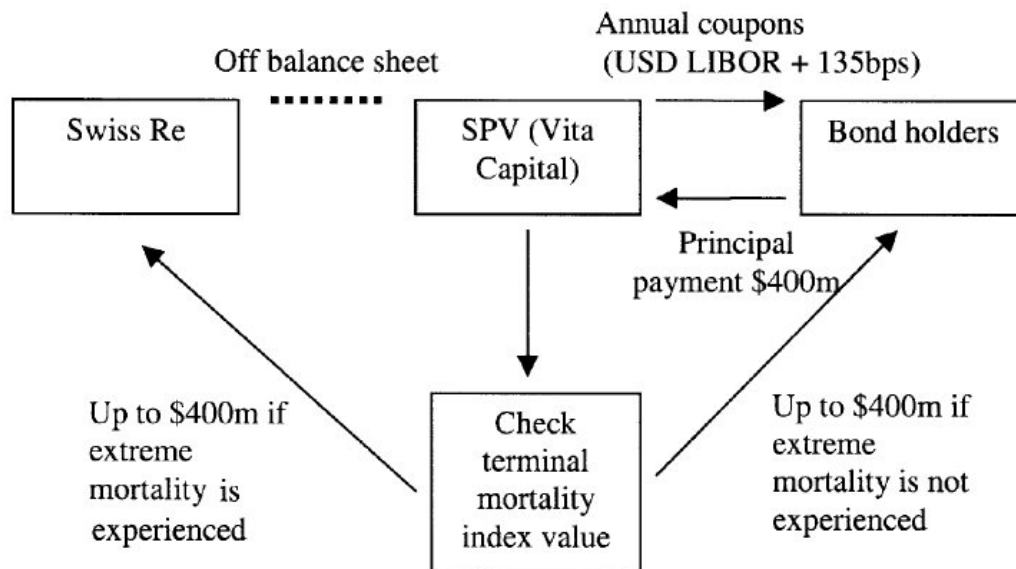 Annual coupons
(USD LIBOR + 135bps)
Off balance sheet
Swiss Re
SPV (Vita
Capital)
Bond holders
Principal
payment $400m
Up to $400m if
extreme
mortality is
experienced
Check
terminal
mortality
index value
Up to $400m if
extreme
mortality is not
experienced